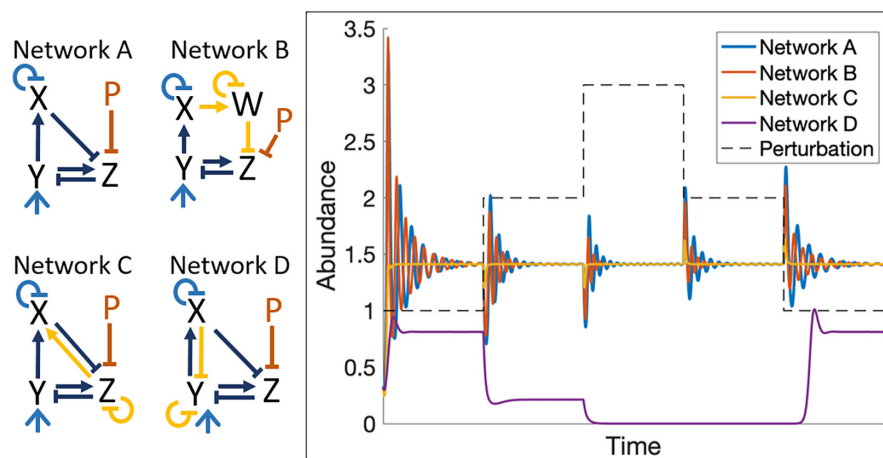 Network A
X
P
Y
Z
Network B
X
W
P
Y
Z
Network C
X
P
Y
Z
Network D
X
P
Y
Z
3.5
3
2.5
2
1.5
1
0.5
0
Abundance
Time
Network A
Network B
Network C
Network D
Perturbation